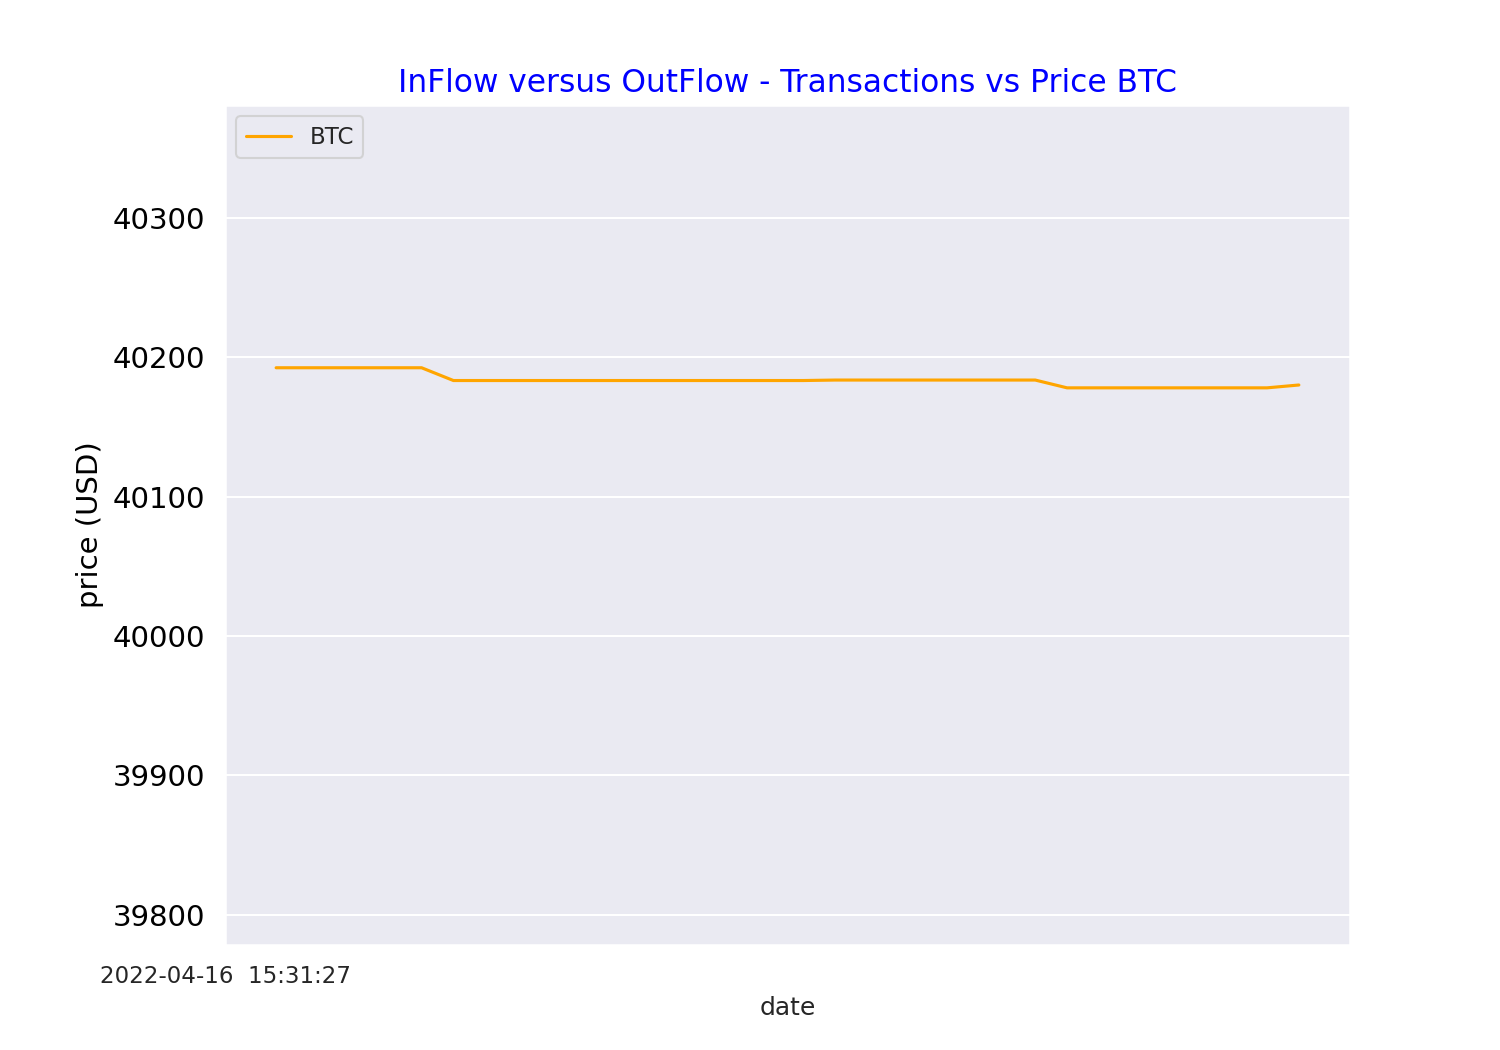 InFlow versus OutFlow - Transactions vs Price BTC
BTC
40300
40200
40100
40000
39900
39800
price (USD)
2022-04-16  15:31:27
date